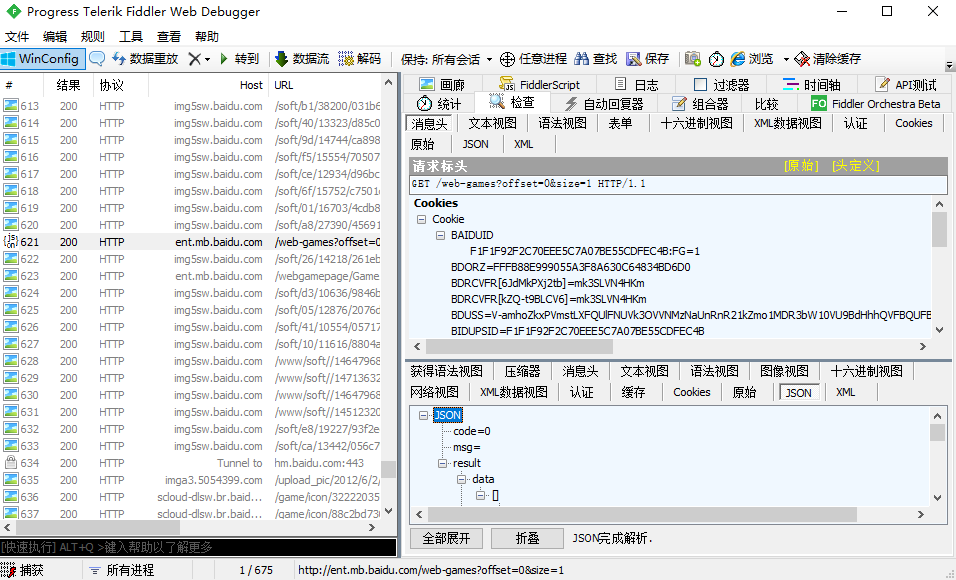 Progress Telerik Fiddler Web Debugger
文件 编辑 规则 工具 查看 帮助
WinConfig 数据重放 转到 数据流 解码 保持: 所有会话 任意进程 查找 保存 浏览 清除缓存
# 结果 协议 Host URL
613 200 HTTP img5sw.baidu.com /soft/b1/38200/031b6
614 200 HTTP img5sw.baidu.com /soft/40/13323/d85c0
615 200 HTTP img5sw.baidu.com /soft/9d/14744/ca898
616 200 HTTP img5sw.baidu.com /soft/f5/15554/70507
617 200 HTTP img5sw.baidu.com /soft/ce/12934/d96bc
618 200 HTTP img5sw.baidu.com /soft/6f/15752/c7501
619 200 HTTP img5sw.baidu.com /soft/01/16703/4cdb8
620 200 HTTP img5sw.baidu.com /soft/a8/27390/45691
621 200 HTTP ent.mb.baidu.com /web-games?offset=0
622 200 HTTP img5sw.baidu.com /soft/26/14218/261eb
623 200 HTTP ent.mb.baidu.com /webgamepage/Game
624 200 HTTP img5sw.baidu.com /soft/d3/10636/9846b
625 200 HTTP img5sw.baidu.com /soft/05/12876/2076d
626 200 HTTP img5sw.baidu.com /soft/41/10554/05717
627 200 HTTP img5sw.baidu.com /soft/10/11616/8804a
628 200 HTTP img5sw.baidu.com /www/soft//14647968
629 200 HTTP img5sw.baidu.com /www/soft//14713632
630 200 HTTP img5sw.baidu.com /www/soft//14647968
631 200 HTTP img5sw.baidu.com /www/soft//14512320
632 200 HTTP img5sw.baidu.com /soft/e8/19227/93f2e
633 200 HTTP img5sw.baidu.com /soft/ca/13442/056c7
634 200 HTTP Tunnel to hm.baidu.com:443
635 200 HTTP imga3.5054399.com /upload_pic/2012/6/2/
636 200 HTTP scloud-dlsw.br.baid... /game/icon/32222035
637 200 HTTP scloud-dlsw.br.baid... /game/icon/88c2bd73
[快速执行] ALT+Q >键入帮助以了解更多
画廊 FiddlerScript 日志 过滤器 时间轴 API测试
统计 检查 自动回复器 组合器 比较 FO Fiddler Orchestra Beta
消息头 文本视图 语法视图 表单 十六进制视图 XML数据视图 认证 Cookies
原始 JSON XML
请求标头 [原始] [头定义]
GET /web-games?offset=0&size=1 HTTP/1.1
Cookies
Cookie
BAIDUID
F1F1F92F2C70EEE5C7A07BE55CDFEC4B:FG=1
BDORZ=FFFB88E999055A3F8A630C64834BD6D0
BDRCVFR[6JdMkPXj2tb]=mk3SLVN4HKm
BDRCVFR[kZQ-t9BLCV6]=mk3SLVN4HKm
BDUSS=V-amhoZkxPVmstLXFQUlFNUVk3OVVNMzNaUnRnR21kZmo1MDR3bW10VU9BdHhhQVFBQUFB
BIDUPSID=F1F1F92F2C70EEE5C7A07BE55CDFEC4B
获得语法视图 压缩器 消息头 文本视图 语法视图 图像视图 十六进制视图
网络视图 XML数据视图 认证 缓存 Cookies 原始 JSON XML
JSON
code=0
msg=
result
data
[]
全部展开 折叠 JSON完成解析.
捕获 所有进程 1 / 675 http://ent.mb.baidu.com/web-games?offset=0&size=1